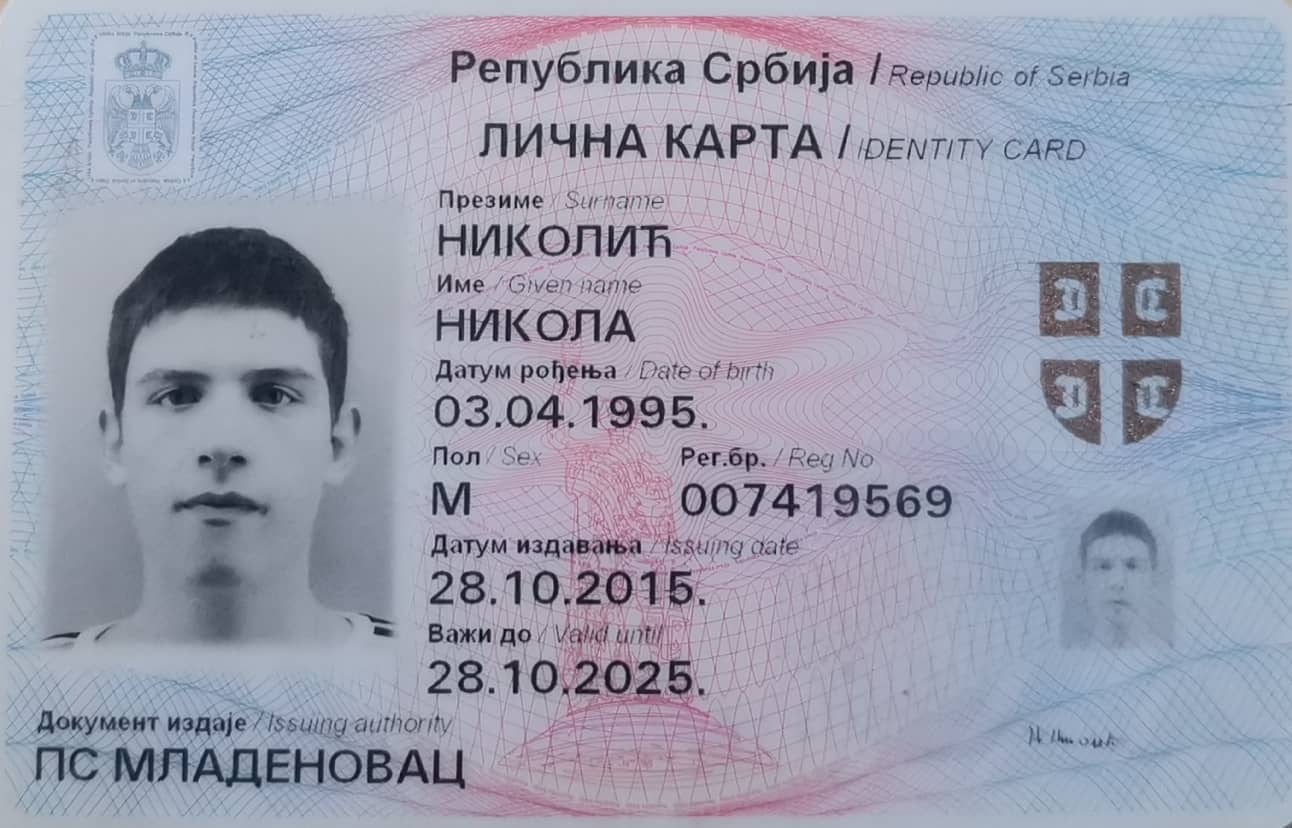 Република Србија / Republic of Serbia
ЛИЧНА КАРТА / IDENTITY CARD
Презиме / Surname
НИКОЛИЋ
Име / Given name
НИКОЛА
Датум рођења / Date of birth
03.04.1995.
Пол / Sex Рег.бр. / Reg No
М 007419569
Датум издавања / Issuing date
28.10.2015.
Важи до / Valid until
28.10.2025.
Документ издаје / Issuing authority
ПС МЛАДЕНОВАЦ